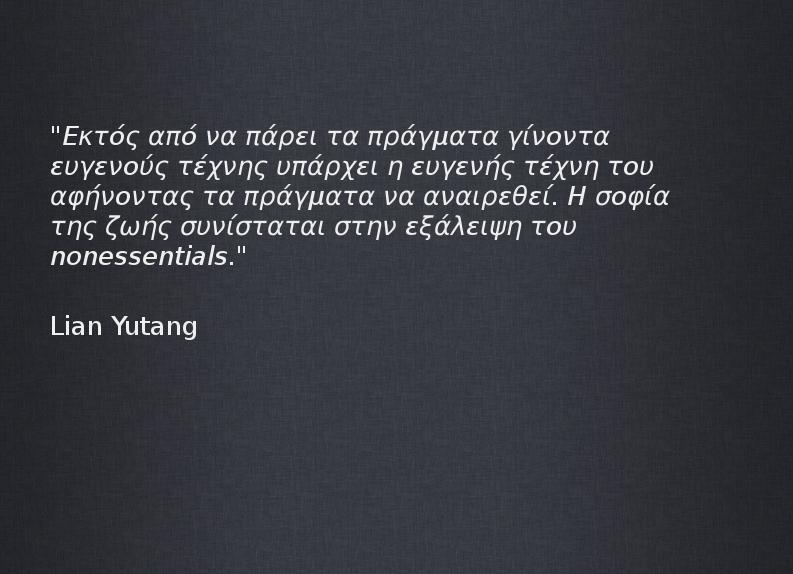 "Εκτός από να πάρει τα πράγματα γίνοντα
ευγενούς τέχνης υπάρχει η ευγενής τέχνη του
αφήνοντας τα πράγματα να αναιρεθεί. Η σοφία
της ζωής συνίσταται στην εξάλειψη του
nonessentials."
Lian Yutang